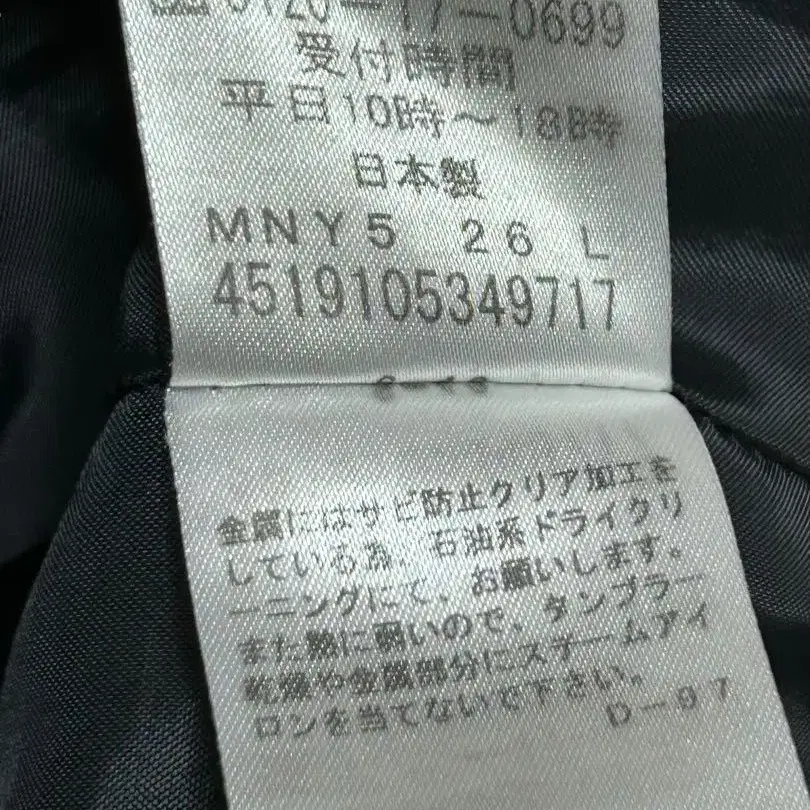 0120-17-0699
受付時間
平日10時～18時
日本製
MNY5 26 L
4519105349717
金属にはサビ防止クリア加工を
している為、石油系ドライクリ
ーニングにて、お願いします。
また熱に弱いので、タンブラー
乾燥や金属部分にスチームアイ
ロンを当てないで下さい。
D-97